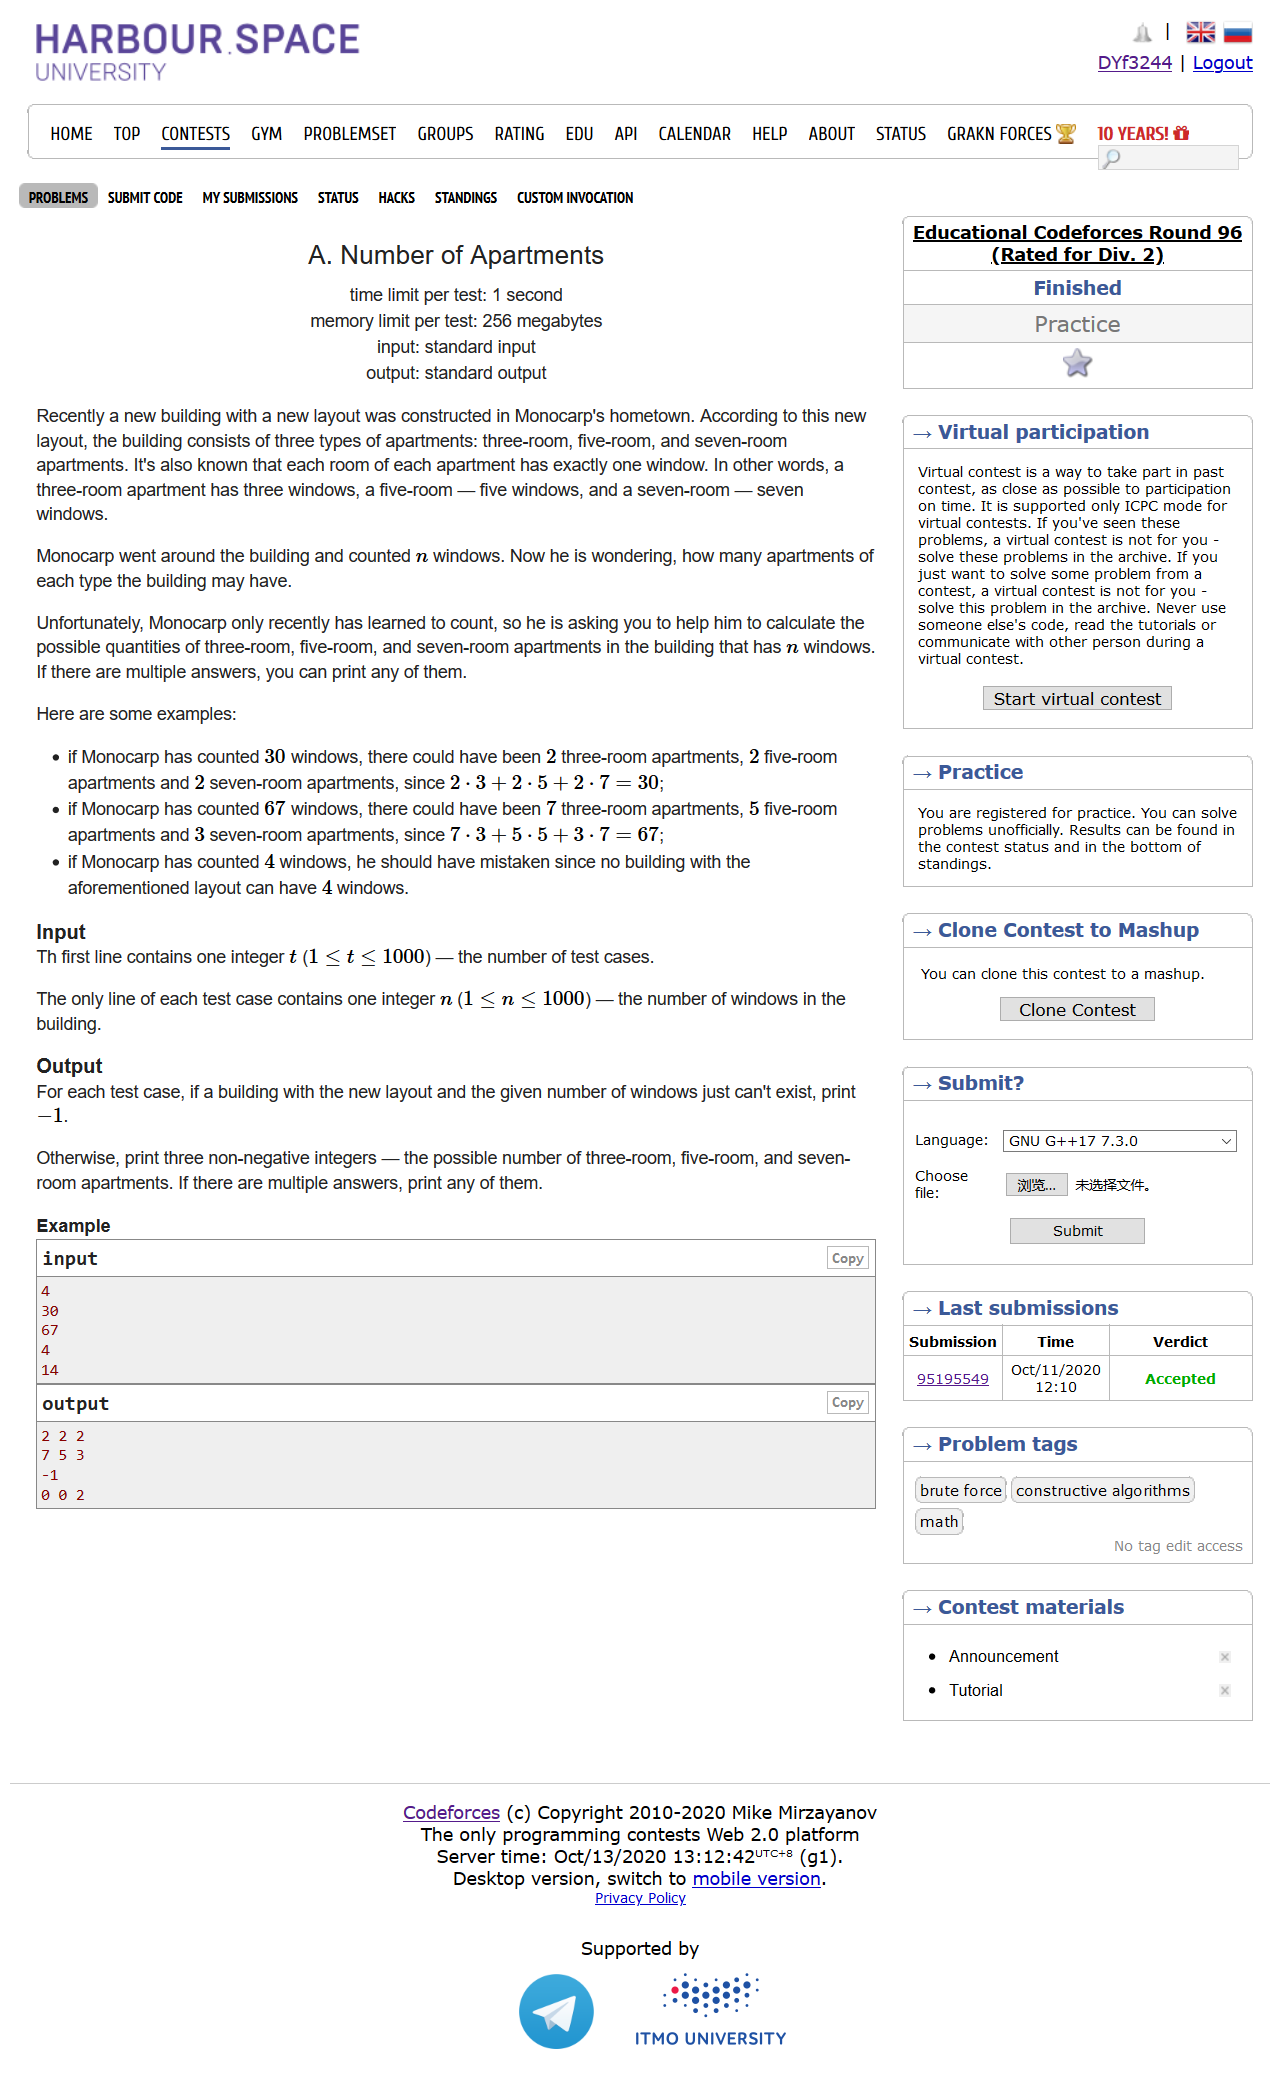 HARBOUR.SPACE
UNIVERSITY
|
DYf3244 | Logout
HOME TOP CONTESTS GYM PROBLEMSET GROUPS RATING EDU API CALENDAR HELP ABOUT STATUS GRAKN FORCES 10 YEARS!
PROBLEMS SUBMIT CODE MY SUBMISSIONS STATUS HACKS STANDINGS CUSTOM INVOCATION
A. Number of Apartments
time limit per test: 1 second
memory limit per test: 256 megabytes
input: standard input
output: standard output
Recently a new building with a new layout was constructed in Monocarp's hometown. According to this new
layout, the building consists of three types of apartments: three-room, five-room, and seven-room
apartments. It's also known that each room of each apartment has exactly one window. In other words, a
three-room apartment has three windows, a five-room — five windows, and a seven-room — seven
windows.
Monocarp went around the building and counted n windows. Now he is wondering, how many apartments of
each type the building may have.
Unfortunately, Monocarp only recently has learned to count, so he is asking you to help him to calculate the
possible quantities of three-room, five-room, and seven-room apartments in the building that has n windows.
If there are multiple answers, you can print any of them.
Here are some examples:
• if Monocarp has counted 30 windows, there could have been 2 three-room apartments, 2 five-room
apartments and 2 seven-room apartments, since 2 · 3 + 2 · 5 + 2 · 7 = 30;
• if Monocarp has counted 67 windows, there could have been 7 three-room apartments, 5 five-room
apartments and 3 seven-room apartments, since 7 · 3 + 5 · 5 + 3 · 7 = 67;
• if Monocarp has counted 4 windows, he should have mistaken since no building with the
aforementioned layout can have 4 windows.
Input
Th first line contains one integer t (1 ≤ t ≤ 1000) — the number of test cases.
The only line of each test case contains one integer n (1 ≤ n ≤ 1000) — the number of windows in the
building.
Output
For each test case, if a building with the new layout and the given number of windows just can't exist, print
−1.
Otherwise, print three non-negative integers — the possible number of three-room, five-room, and seven-
room apartments. If there are multiple answers, print any of them.
Example
input Copy
4
30
67
4
14
output Copy
2 2 2
7 5 3
-1
0 0 2
Educational Codeforces Round 96
(Rated for Div. 2)
Finished
Practice
→ Virtual participation
Virtual contest is a way to take part in past
contest, as close as possible to participation
on time. It is supported only ICPC mode for
virtual contests. If you've seen these
problems, a virtual contest is not for you -
solve these problems in the archive. If you
just want to solve some problem from a
contest, a virtual contest is not for you -
solve this problem in the archive. Never use
someone else's code, read the tutorials or
communicate with other person during a
virtual contest.
Start virtual contest
→ Practice
You are registered for practice. You can solve
problems unofficially. Results can be found in
the contest status and in the bottom of
standings.
→ Clone Contest to Mashup
You can clone this contest to a mashup.
Clone Contest
→ Submit?
Language: GNU G++17 7.3.0
Choose
file:
浏览... 未选择文件。
Submit
→ Last submissions
Submission Time Verdict
95195549 Oct/11/2020
12:10
Accepted
→ Problem tags
brute force constructive algorithms
math
No tag edit access
→ Contest materials
• Announcement
• Tutorial
Codeforces (c) Copyright 2010-2020 Mike Mirzayanov
The only programming contests Web 2.0 platform
Server time: Oct/13/2020 13:12:42UTC+8 (g1).
Desktop version, switch to mobile version.
Privacy Policy
Supported by
ITMO UNIVERSITY